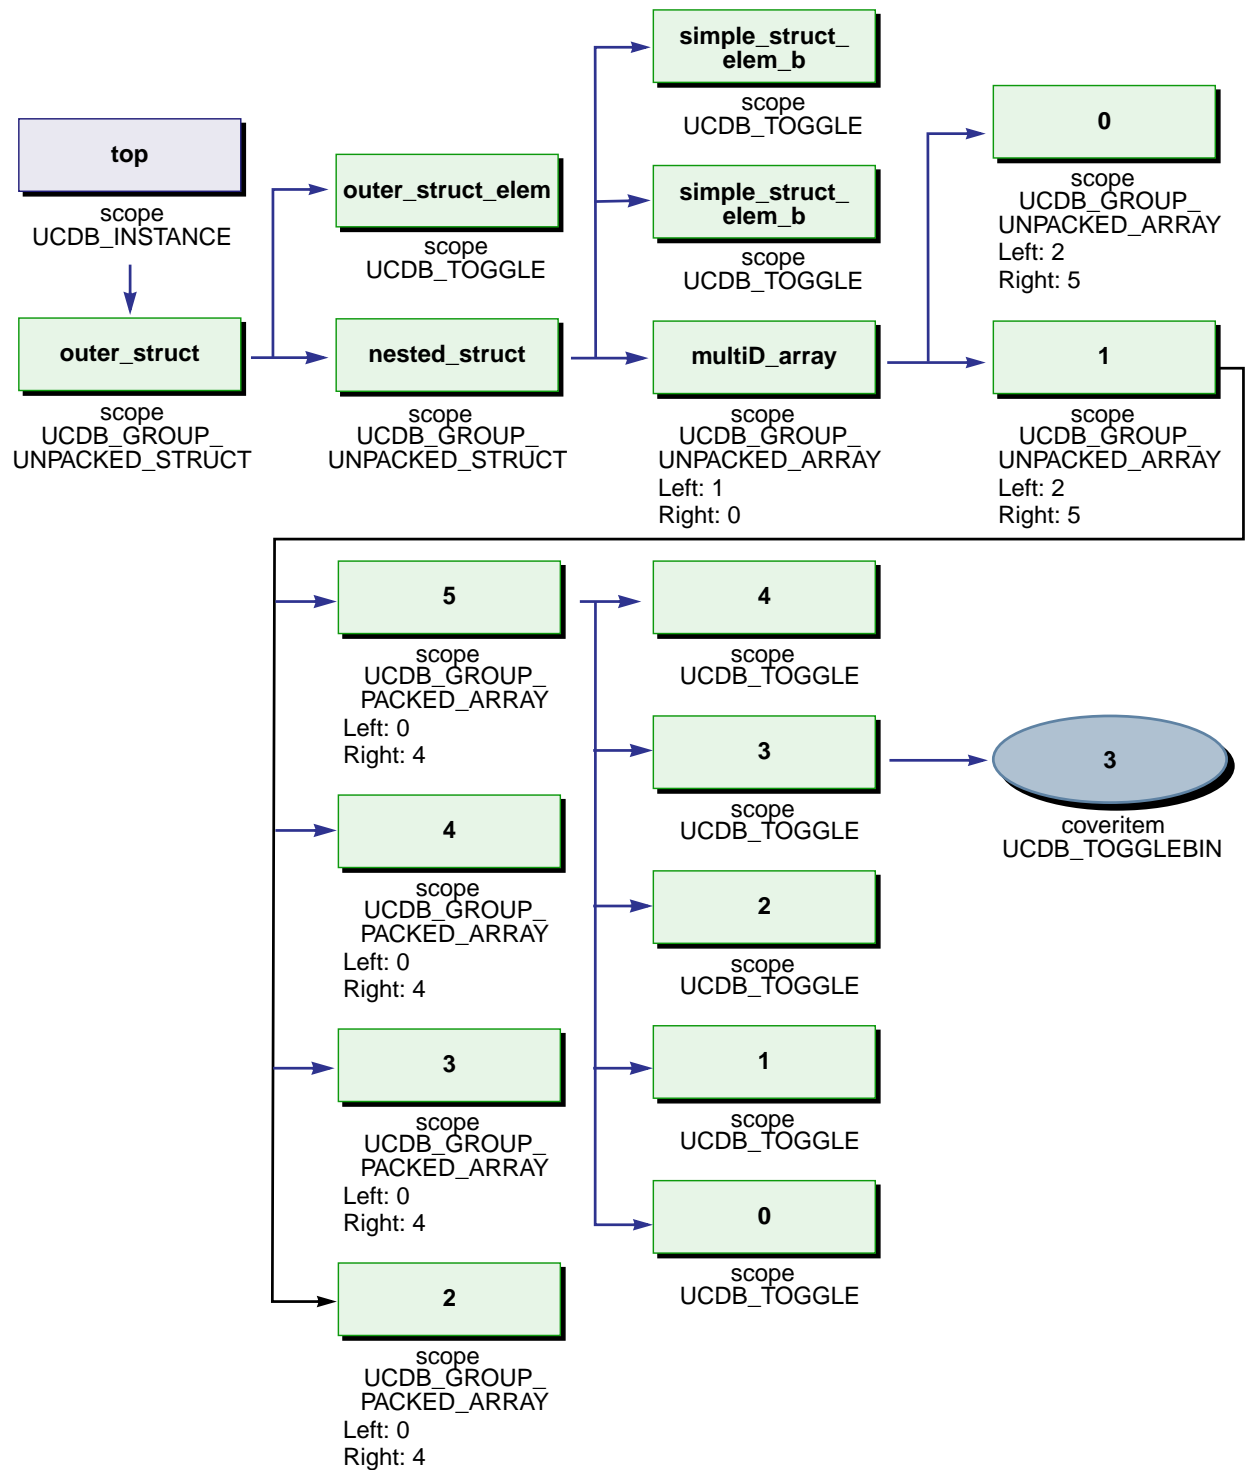 top
scope
UCDB_INSTANCE
outer_struct
scope
UCDB_GROUP_
UNPACKED_STRUCT
outer_struct_elem
scope
UCDB_TOGGLE
nested_struct
scope
UCDB_GROUP_
UNPACKED_STRUCT
simple_struct_
elem_b
scope
UCDB_TOGGLE
simple_struct_
elem_b
scope
UCDB_TOGGLE
multiD_array
scope
UCDB_GROUP_
UNPACKED_ARRAY
Left: 1
Right: 0
0
scope
UCDB_GROUP_
UNPACKED_ARRAY
Left: 2
Right: 5
1
scope
UCDB_GROUP_
UNPACKED_ARRAY
Left: 2
Right: 5
5
scope
UCDB_GROUP_
PACKED_ARRAY
Left: 0
Right: 4
4
scope
UCDB_GROUP_
PACKED_ARRAY
Left: 0
Right: 4
3
scope
UCDB_GROUP_
PACKED_ARRAY
Left: 0
Right: 4
2
scope
UCDB_GROUP_
PACKED_ARRAY
Left: 0
Right: 4
4
scope
UCDB_TOGGLE
3
scope
UCDB_TOGGLE
2
scope
UCDB_TOGGLE
1
scope
UCDB_TOGGLE
0
scope
UCDB_TOGGLE
3
coveritem
UCDB_TOGGLEBIN